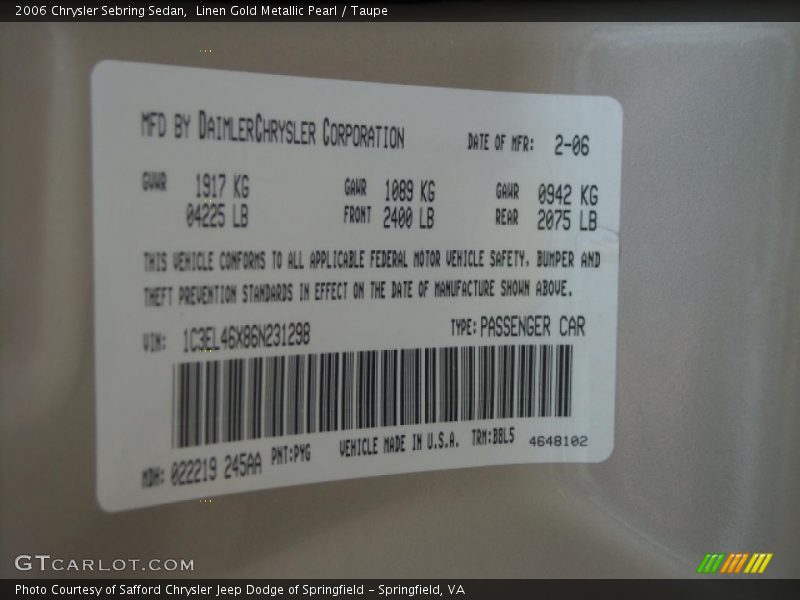 2006 Chrysler Sebring Sedan, Linen Gold Metallic Pearl / Taupe
MFD BY DAIMLERCHRYSLER CORPORATION DATE OF MFR: 2-06
GVWR 1917 KG GAWR 1089 KG GAWR 0942 KG
04225 LB FRONT 2400 LB REAR 2075 LB
THIS VEHICLE CONFORMS TO ALL APPLICABLE FEDERAL MOTOR VEHICLE SAFETY, BUMPER AND
THEFT PREVENTION STANDARDS IN EFFECT ON THE DATE OF MANUFACTURE SHOWN ABOVE.
VIN: 1C3EL46X86N231298 TYPE: PASSENGER CAR
MDH: 022219 245AA PNT:PYG VEHICLE MADE IN U.S.A. TRM:B8L5 4648102
GTCARLOT.COM
Photo Courtesy of Safford Chrysler Jeep Dodge of Springfield - Springfield, VA